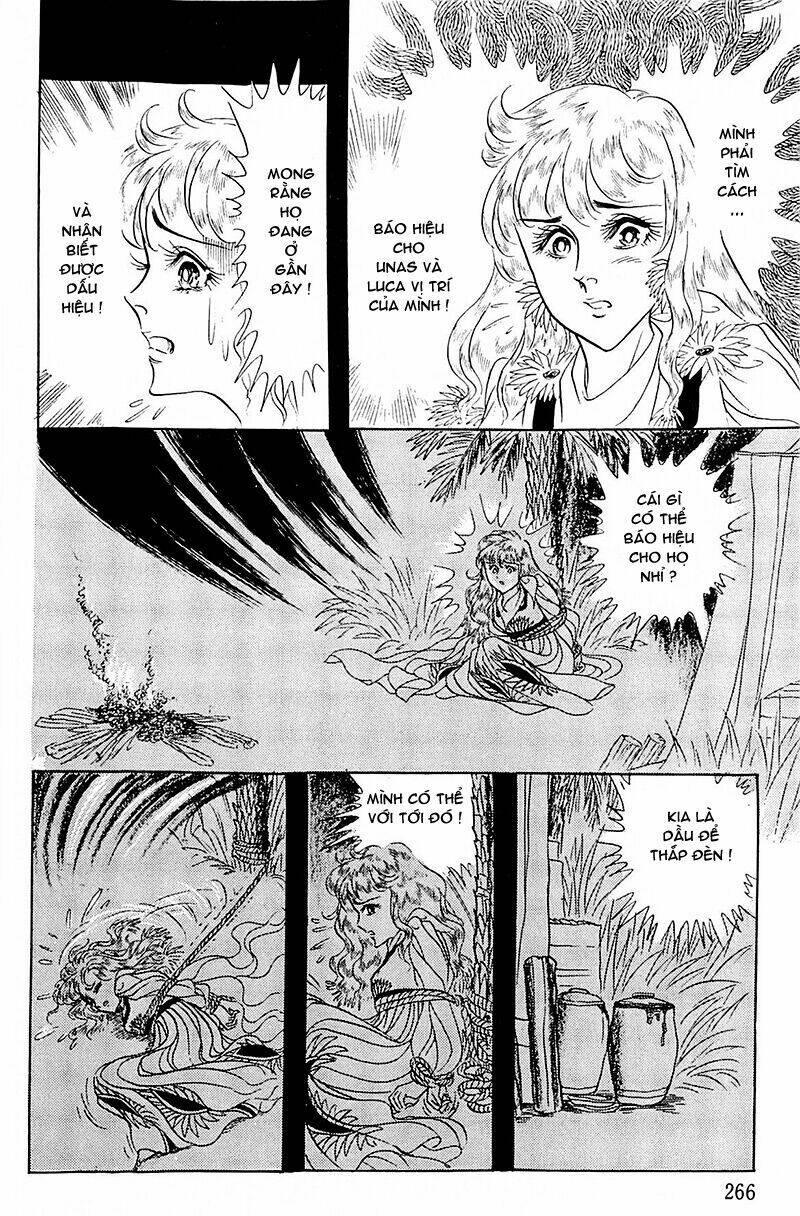 MÌNH
PHẢI
TÌM
CÁCH
...
BÁO HIỆU
CHO
UNAS VÀ
LUCA VỊ TRÍ
CỦA MÌNH !
MONG
RẰNG
HỌ
ĐANG
Ở
GẦN
ĐÂY !
VÀ
NHẬN
BIẾT
ĐƯỢC
DẤU
HIỆU !
CÁI GÌ
CÓ THỂ
BÁO HIỆU
CHO HỌ
NHỈ ?
KIA LÀ
DẦU ĐỂ
THẮP ĐÈN !
MÌNH CÓ THỂ
VỚI TỚI ĐÓ !
266